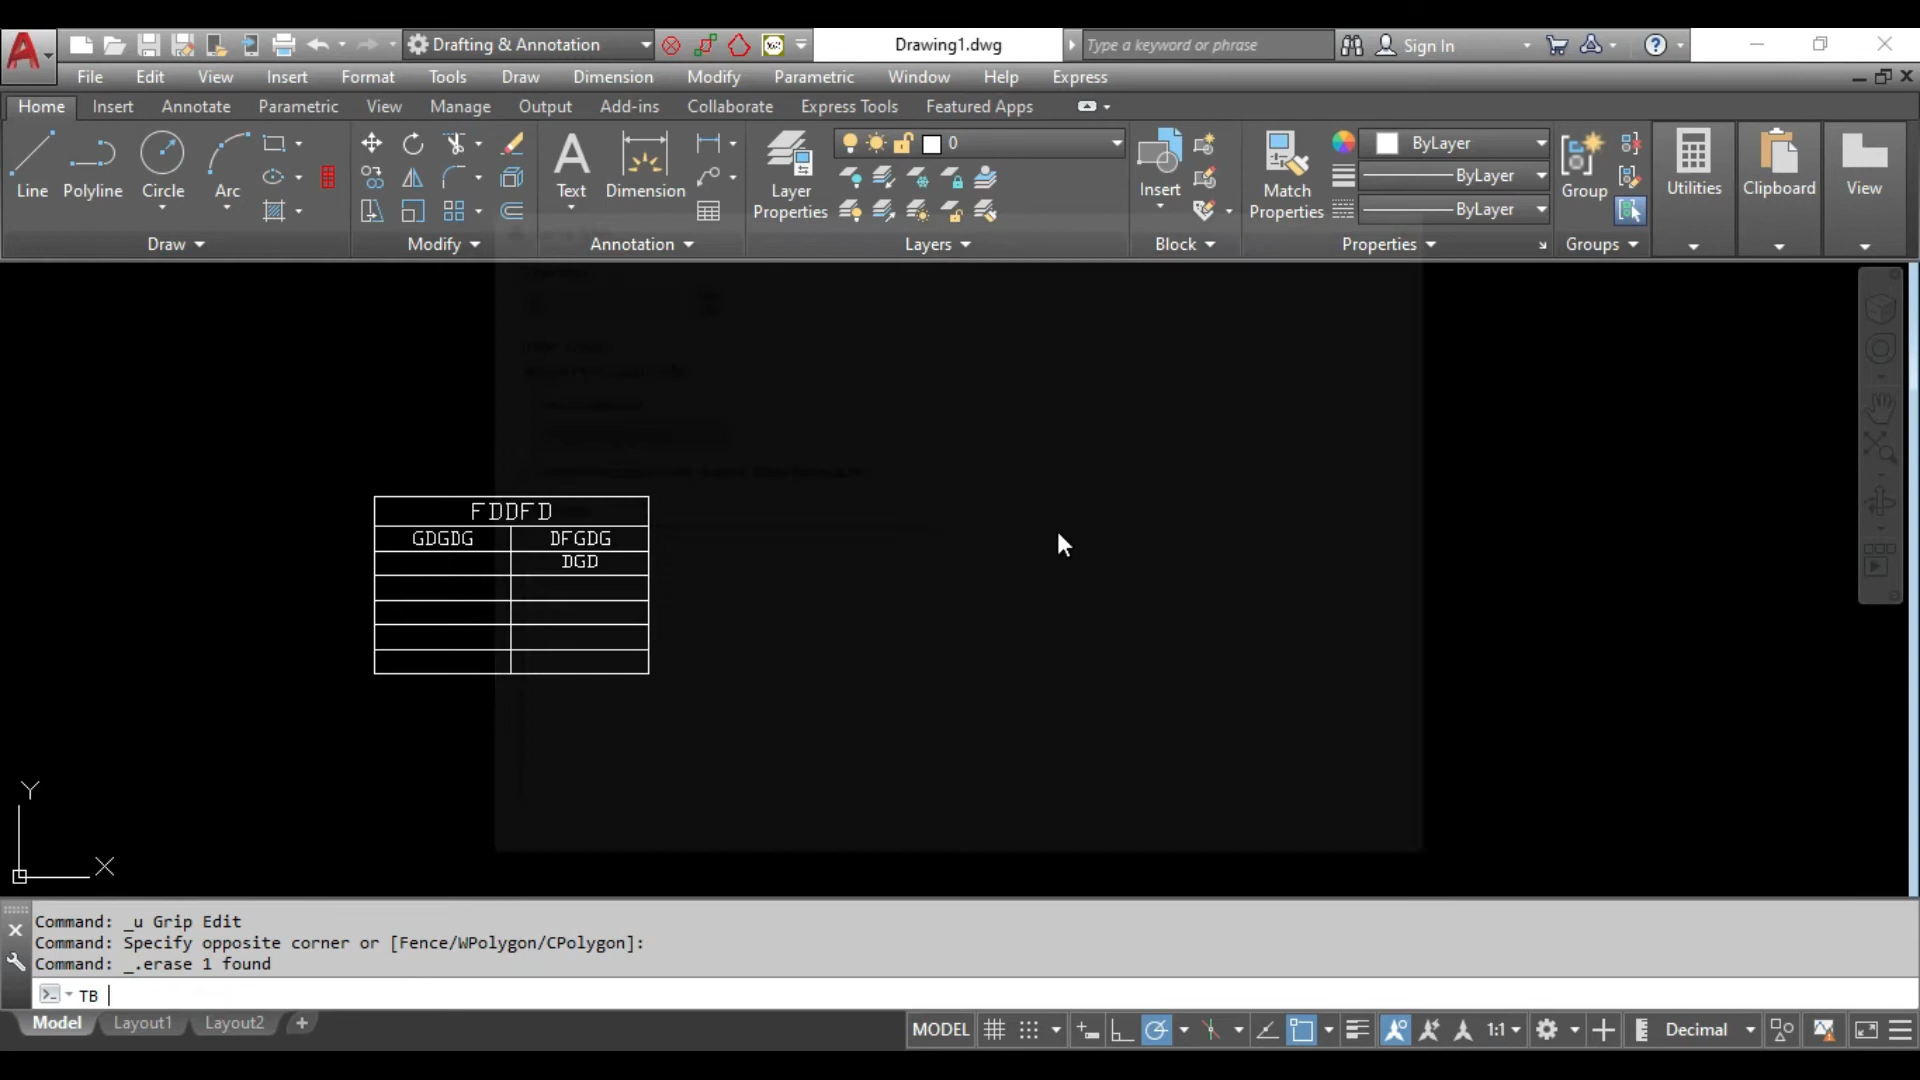 Drafting & Annotation
Drawing1.dwg
Type a keyword or phrase
Sign In
File Edit View Insert Format Tools Draw Dimension Modify Parametric Window Help Express
Home Insert Annotate Parametric View Manage Output Add-ins Collaborate Express Tools Featured Apps
0
ByLayer
ByLayer
ByLayer
Line Polyline Circle Arc
Text Dimension
Layer
Properties
Insert
Match
Properties
Group
Utilities Clipboard View
Draw Modify Annotation Layers Block Properties Groups
FDDFD
GDGDG DFGDG
DGD
Y
X
Command: _u Grip Edit
Command: Specify opposite corner or [Fence/WPolygon/CPolygon]:
Command: _.erase 1 found
TB
Model Layout1 Layout2 +
MODEL 1:1 Decimal